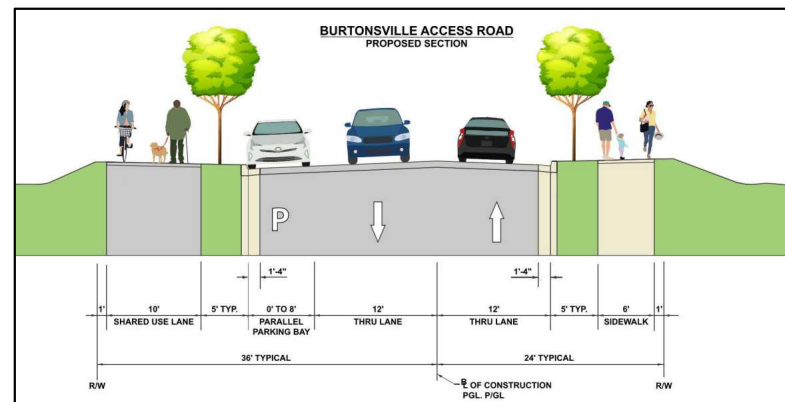 BURTONSVILLE ACCESS ROAD
PROPOSED SECTION
P
1'-4"
1'-4"
1'
10'
5' TYP.
0' TO 8'
12'
12'
5' TYP.
6'
1'
SHARED USE LANE
PARALLEL
PARKING BAY
THRU LANE
THRU LANE
SIDEWALK
36' TYPICAL
24' TYPICAL
R/W
BL OF CONSTRUCTION
PGL. P/GL
R/W